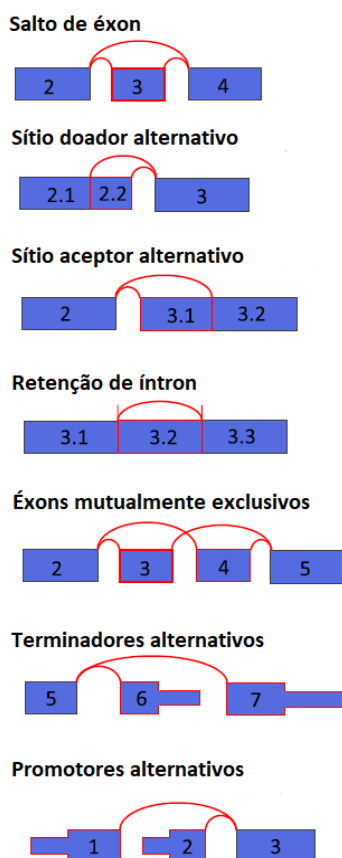 Salto de éxon
2 3 4
Sítio doador alternativo
2.1 2.2 3
Sítio aceptor alternativo
2 3.1 3.2
Retenção de íntron
3.1 3.2 3.3
Éxons mutualmente exclusivos
2 3 4 5
Terminadores alternativos
5 6 7
Promotores alternativos
1 2 3